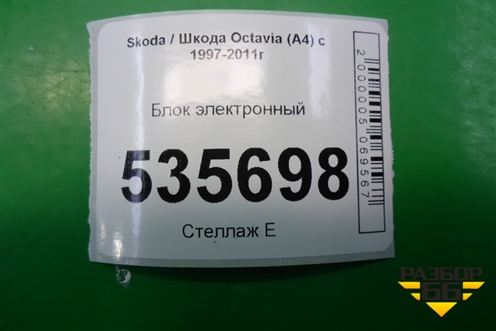 Skoda / Шкода Octavia (A4) с
1997-2011г
Блок электронный
535698
Стеллаж Е
2000005069567
РАЗБОР
66